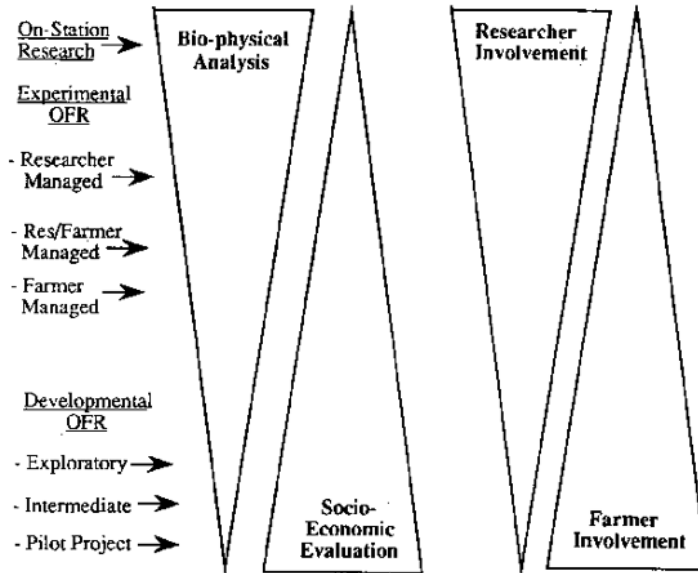 On-Station
Research
Bio-physical
Analysis
Researcher
Involvement
Experimental
OFR
- Researcher
Managed
- Res/Farmer
Managed
- Farmer
Managed
Developmental
OFR
- Exploratory
- Intermediate
- Pilot Project
Socio-
Economic
Evaluation
Farmer
Involvement